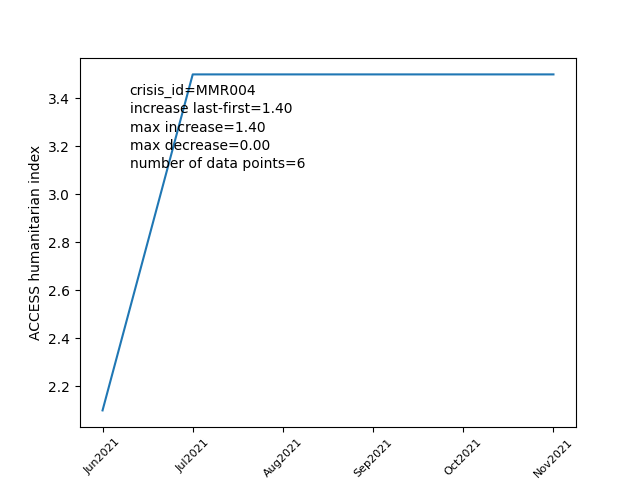 crisis_id=MMR004
increase last-first=1.40
max increase=1.40
max decrease=0.00
number of data points=6
ACCESS humanitarian index
3.4
3.2
3.0
2.8
2.6
2.4
2.2
Jun2021
Jul2021
Aug2021
Sep2021
Oct2021
Nov2021